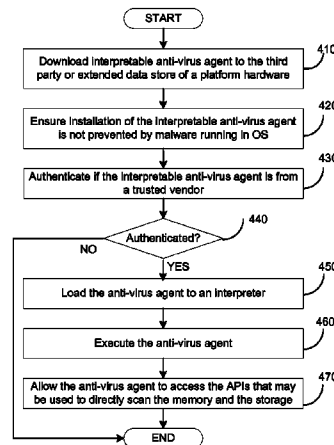 START
410
Download interpretable anti-virus agent to the third
party or extended data store of a platform hardware
420
Ensure installation of the interpretable anti-virus agent
is not prevented by malware running in OS
430
Authenticate if the interpretable anti-virus agent is from
a trusted vendor
440
Authenticated?
NO
YES
450
Load the anti-virus agent to an interpreter
460
Execute the anti-virus agent
470
Allow the anti-virus agent to access the APIs that may
be used to directly scan the memory and the storage
END